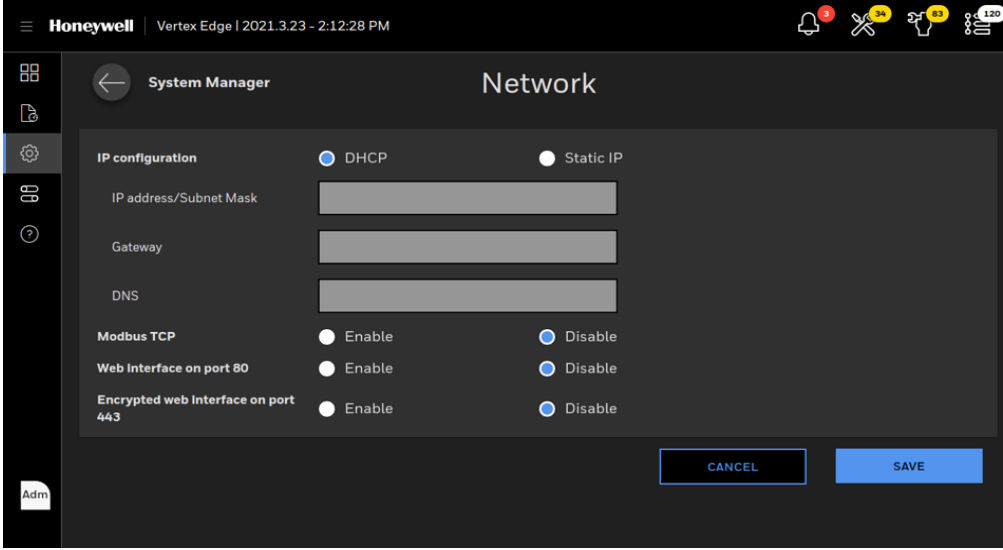 Honeywell Vertex Edge | 2021.3.23 - 2:12:28 PM 3 34 83 120
System Manager Network
IP configuration DHCP Static IP
IP address/Subnet Mask
Gateway
DNS
Modbus TCP Enable Disable
Web Interface on port 80 Enable Disable
Encrypted web Interface on port
443 Enable Disable
CANCEL SAVE
Adm